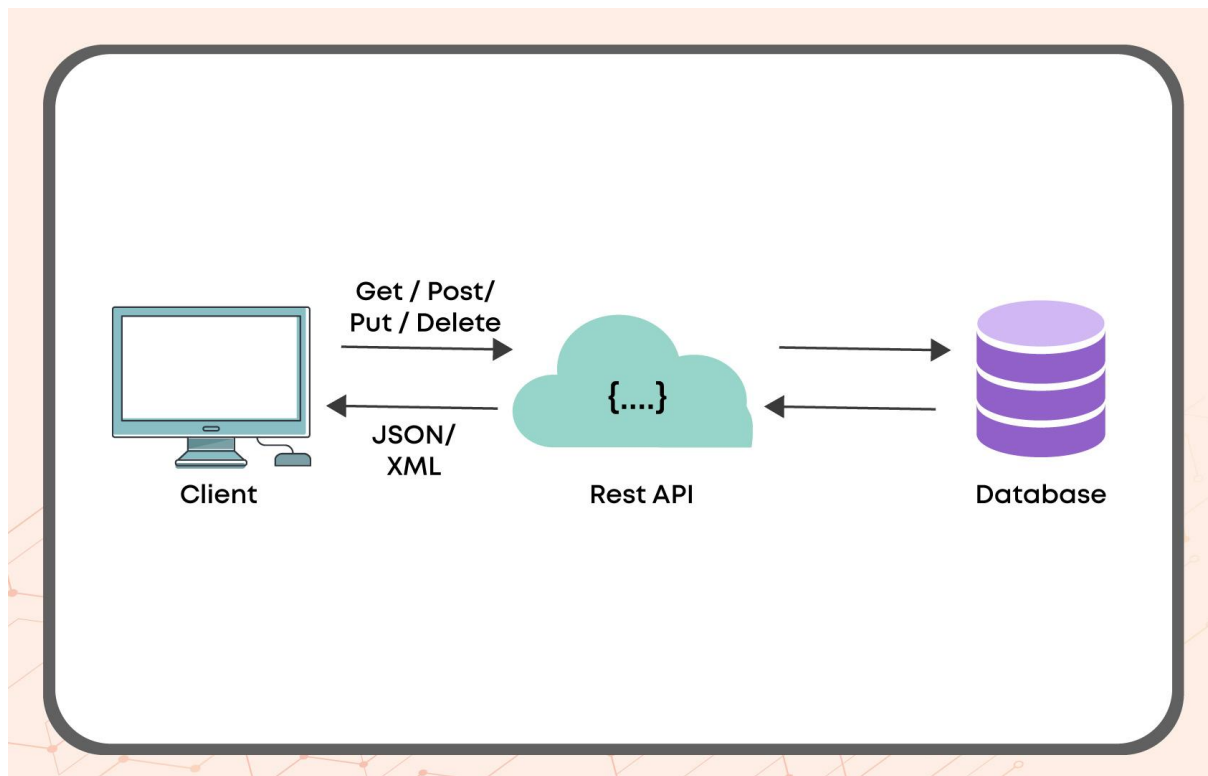 Get / Post/
Put / Delete
{....}
JSON/
XML
Client
Rest API
Database